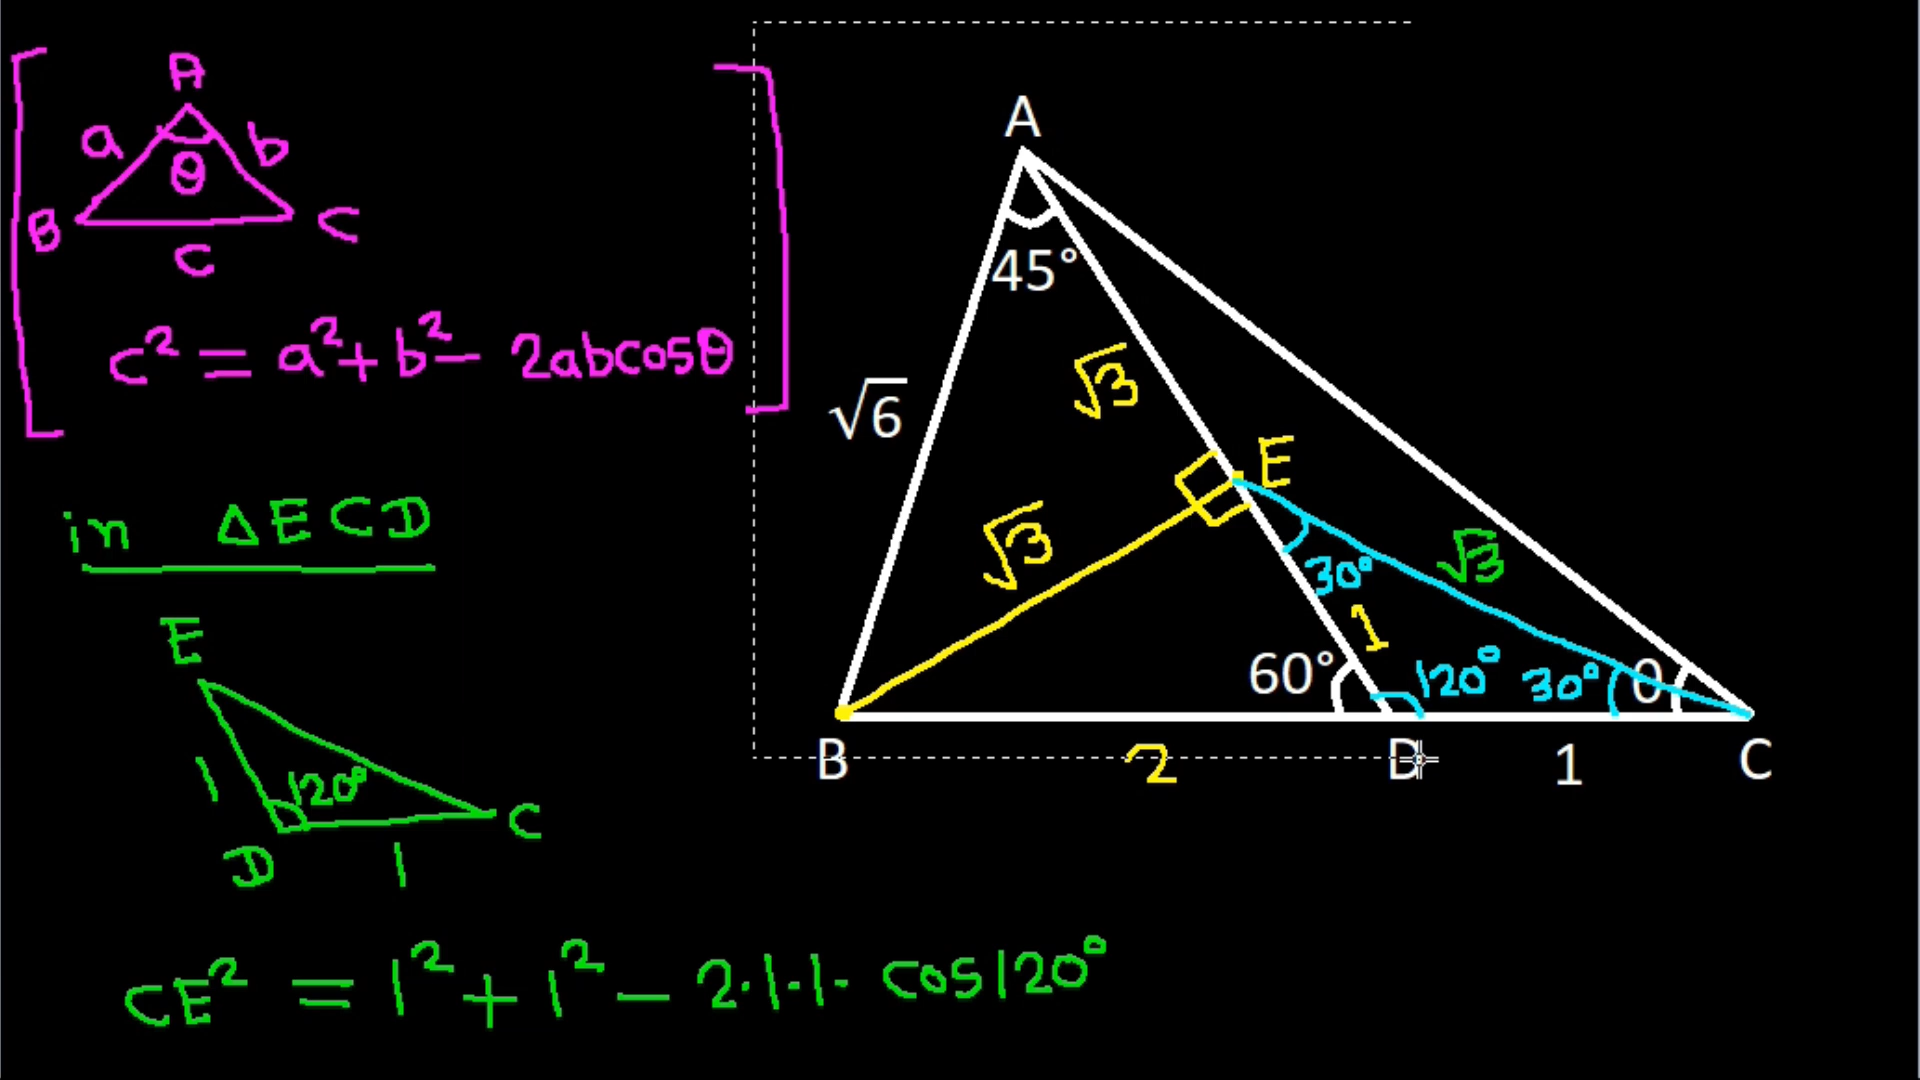 A
a
b
θ
B
C
C
c² = a² + b² - 2abcosθ
in ΔECD
E
1
120°
D
C
1
CE² = 1² + 1² - 2·1·1· cos120°
A
45°
√3
√6
E
√3
√3
30°
1
60°
120°
30°
θ
B
2
D
1
C